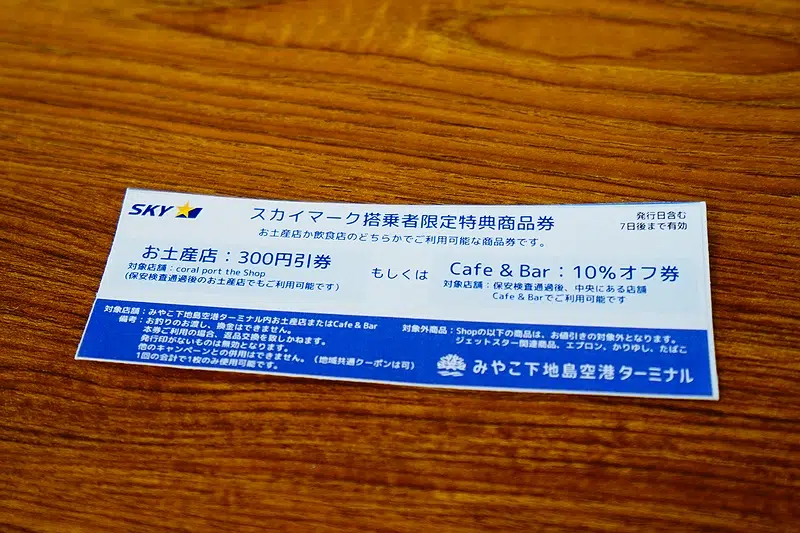 SKY
スカイマーク搭乗者限定特典商品券
発行日含む
7日後まで有効
お土産店か飲食店のどちらかでご利用可能な商品券です。
お土産店：300円引券
対象店舗：coral port the Shop
(保安検査通過後のお土産店でもご利用可能です)
もしくは
Cafe & Bar：10%オフ券
対象店舗：保安検査通過後、中央にある店舗
Cafe & Barでご利用可能です
対象店舗：みやこ下地島空港ターミナル内お土産店またはCafe & Bar
備考：お釣りのお渡し、換金はできません。
本券ご利用の場合、返品交換を致しかねます。
発行印がないものは無効となります。
他のキャンペーンとの併用はできません。（地域共通クーポンは可）
1回の会計で1枚のみ使用可能です。
対象外商品：Shopの以下の商品は、お値引きの対象外となります。
ジェットスター関連商品、エプロン、かりゆし、たばこ
みやこ下地島空港ターミナル